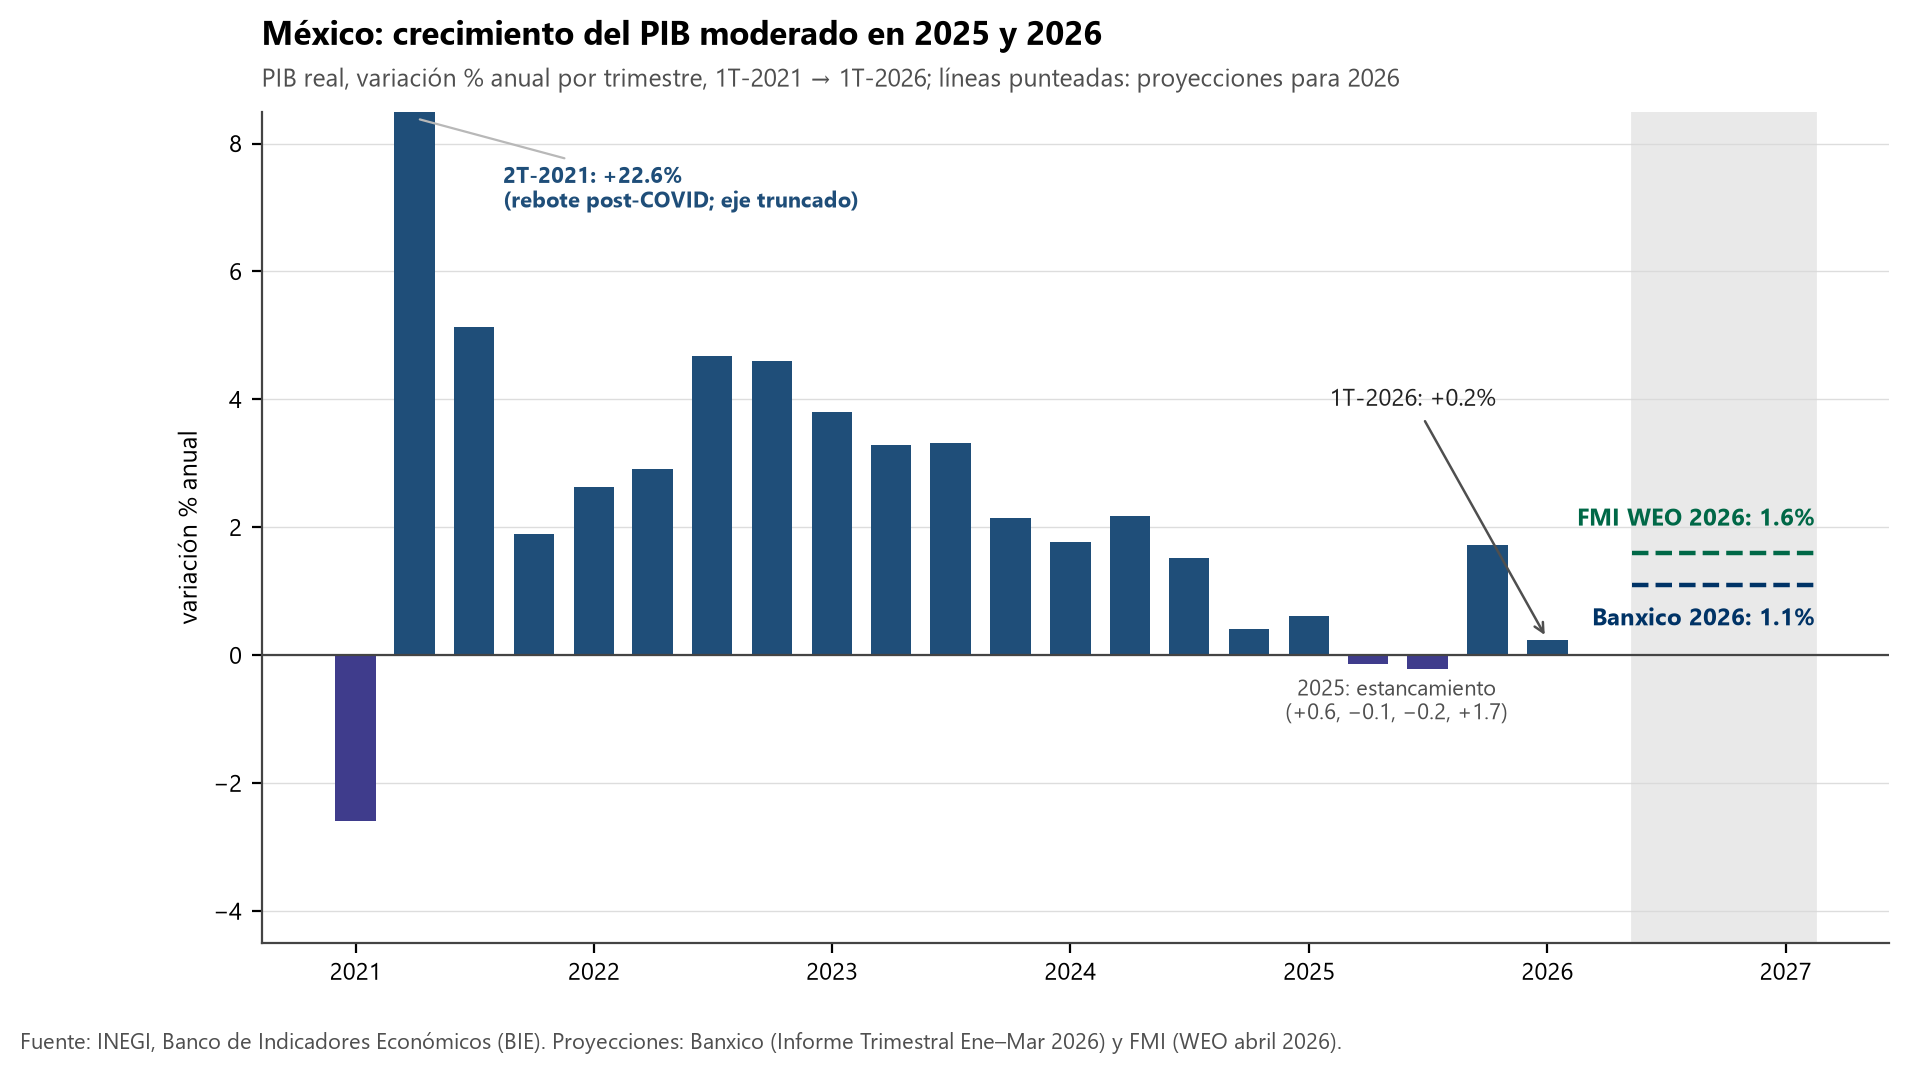 México: crecimiento del PIB moderado en 2025 y 2026
PIB real, variación % anual por trimestre, 1T-2021 → 1T-2026; líneas punteadas: proyecciones para 2026
variación % anual
8
6
4
2
0
−2
−4
2T-2021: +22.6%
(rebote post-COVID; eje truncado)
1T-2026: +0.2%
FMI WEO 2026: 1.6%
Banxico 2026: 1.1%
2025: estancamiento
(+0.6, −0.1, −0.2, +1.7)
2021
2022
2023
2024
2025
2026
2027
Fuente: INEGI, Banco de Indicadores Económicos (BIE). Proyecciones: Banxico (Informe Trimestral Ene–Mar 2026) y FMI (WEO abril 2026).